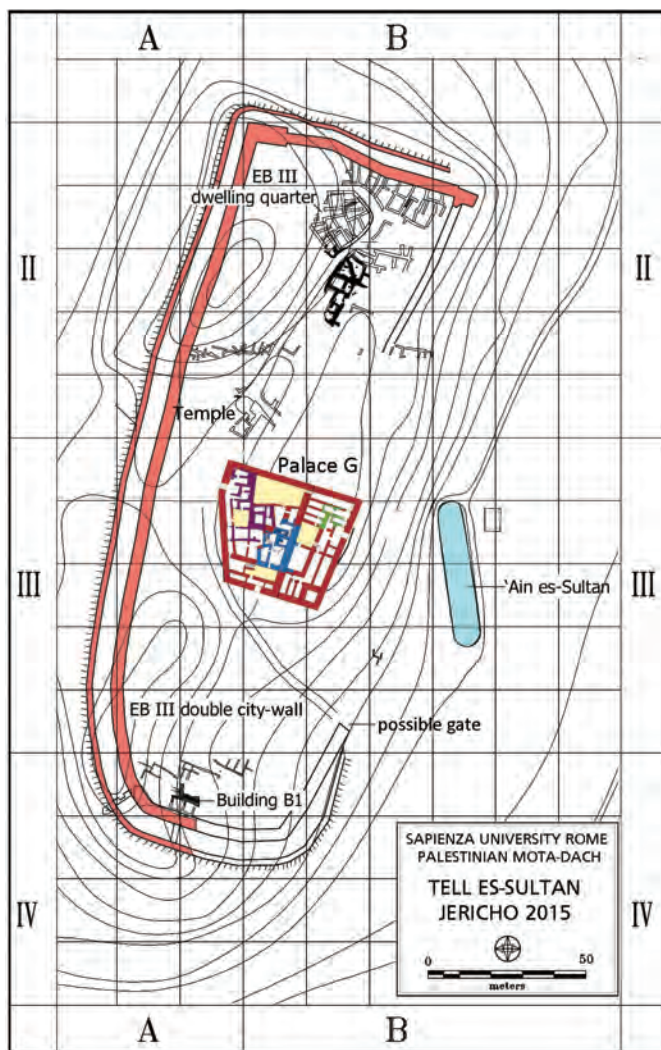 A B
EB III
dwelling quarter
II II
Temple
Palace G
III III
'Ain es-Sultan
EB III double city-wall
possible gate
Building B1
SAPIENZA UNIVERSITY ROME
PALESTINIAN MOTA-DACH
TELL ES-SULTAN
JERICHO 2015
0 50
meters
IV IV
A B